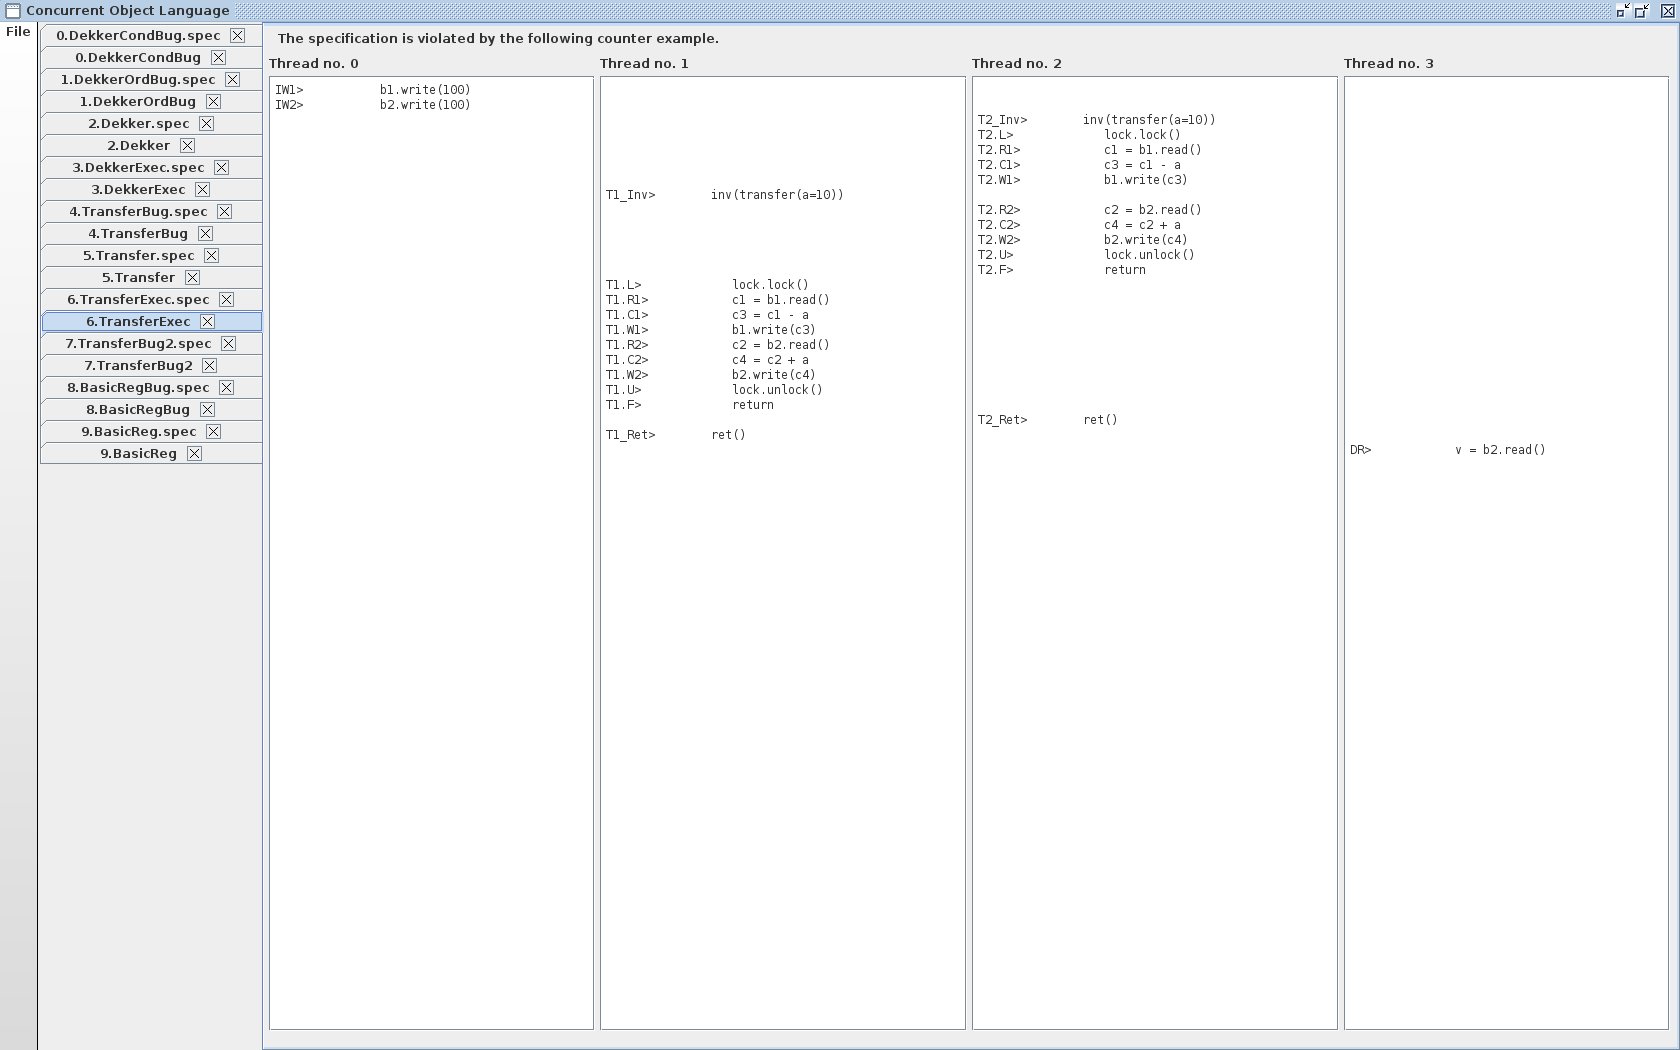 Concurrent Object Language
File
0.DekkerCondBug.spec
0.DekkerCondBug
1.DekkerOrdBug.spec
1.DekkerOrdBug
2.Dekker.spec
2.Dekker
3.DekkerExec.spec
3.DekkerExec
4.TransferBug.spec
4.TransferBug
5.Transfer.spec
5.Transfer
6.TransferExec.spec
6.TransferExec
7.TransferBug2.spec
7.TransferBug2
8.BasicRegBug.spec
8.BasicRegBug
9.BasicReg.spec
9.BasicReg
The specification is violated by the following counter example.
Thread no. 0
IW1> b1.write(100)
IW2> b2.write(100)
Thread no. 1
T1_Inv> inv(transfer(a=10))
T1.L> lock.lock()
T1.R1> c1 = b1.read()
T1.C1> c3 = c1 - a
T1.W1> b1.write(c3)
T1.R2> c2 = b2.read()
T1.C2> c4 = c2 + a
T1.W2> b2.write(c4)
T1.U> lock.unlock()
T1.F> return
T1_Ret> ret()
Thread no. 2
T2_Inv> inv(transfer(a=10))
T2.L> lock.lock()
T2.R1> c1 = b1.read()
T2.C1> c3 = c1 - a
T2.W1> b1.write(c3)
T2.R2> c2 = b2.read()
T2.C2> c4 = c2 + a
T2.W2> b2.write(c4)
T2.U> lock.unlock()
T2.F> return
T2_Ret> ret()
Thread no. 3
DR> v = b2.read()